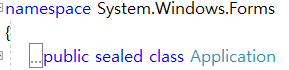 namespace System.Windows.Forms
{
...public sealed class Application